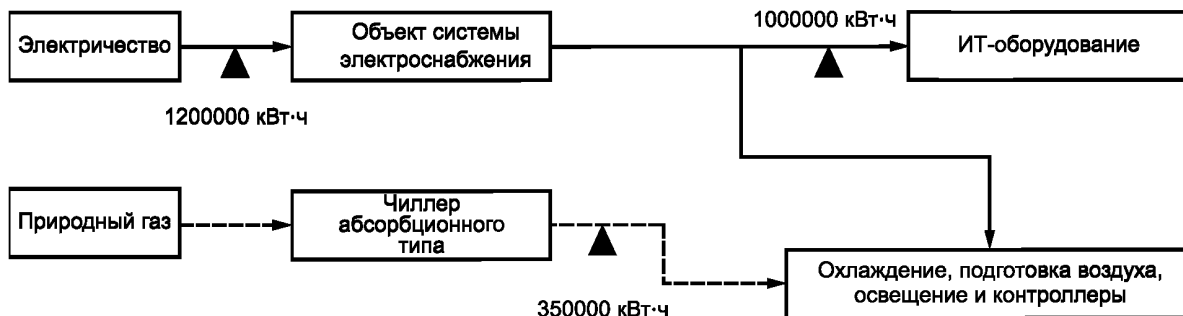 Электричество
Объект системы
электроснабжения
1000000 кВт·ч
ИТ-оборудование
1200000 кВт·ч
Природный газ
Чиллер
абсорбционного
типа
350000 кВт·ч
Охлаждение, подготовка воздуха,
освещение и контроллеры